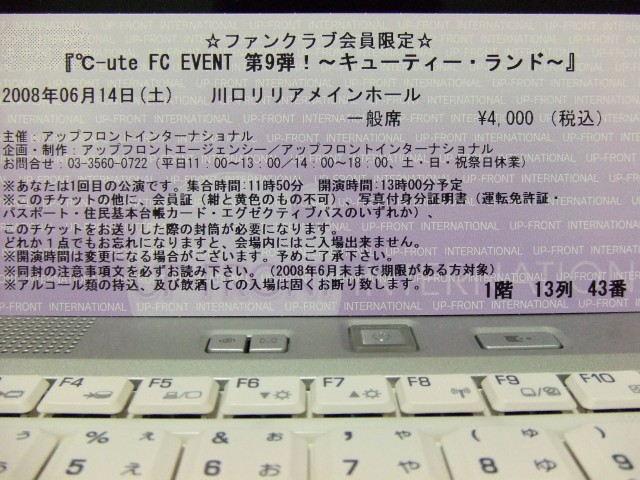 ☆ファンクラブ会員限定☆
『℃-ute FC EVENT 第9弾！～キューティー・ランド～』
2008年06月14日(土) 川口リリアメインホール
一般席 ¥4,000 (税込)
主催：アップフロントインターナショナル
企画・制作：アップフロントエージェンシー／アップフロントインターナショナル
お問合せ：03-3560-0722 (平日11：00～13：00／14：00～18：00、土・日・祝祭日休業)
※あなたは1回目の公演です。集合時間:11時50分 開演時間:13時00分予定
※このチケットの他に、会員証（紺と黄色のもの不可）、写真付身分証明書（運転免許証・
パスポート・住民基本台帳カード・エグゼクティブパスのいずれか）、
このチケットをお送りした際の封筒が必要になります。
どれか1点でもお忘れになりますと、会場内にはご入場出来ません。
※開演時間は変更になる場合がございます。予めご了承下さい。
※同封の注意事項文を必ずお読み下さい。（2008年6月末まで期限がある方対象）
※アルコール類の持込、及び飲酒しての入場は固くお断り致します。
1階 13列 43番
UP-FRONT INTERNATIONAL
F4 F5 F6 F7 F8 F9 F10
% ぇ & ぉ ' ゃ ( ゅ ) ょ
5 え 6 お 7 や 8 ゆ 9